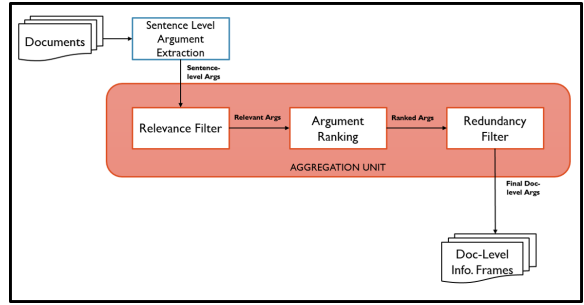 Documents
Sentence Level
Argument
Extraction
Sentence-
level Args
Relevance Filter
Relevant Args
Argument
Ranking
Ranked Args
Redundancy
Filter
AGGREGATION UNIT
Final Doc-
level Args
Doc-Level
Info. Frames